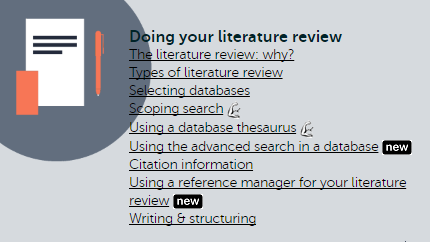 Doing your literature review
The literature review: why?
Types of literature review
Selecting databases
Scoping search
Using a database thesaurus
Using the advanced search in a database new
Citation information
Using a reference manager for your literature
review new
Writing & structuring